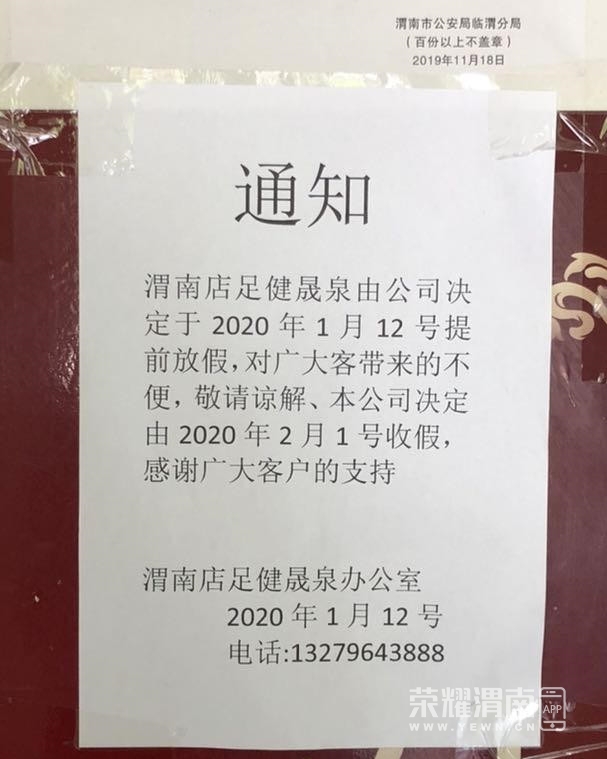 渭南市公安局临渭分局
（百份以上不盖章）
2019年11月18日
通知
渭南店足健晟泉由公司决
定于 2020 年 1 月 12 号提
前放假，对广大客带来的不
便，敬请谅解、本公司决定
由 2020 年 2 月 1 号收假，
感谢广大客户的支持
渭南店足健晟泉办公室
2020 年 1 月 12 号
电话:13279643888
荣耀渭南 APP
WWW.YEWN.CN